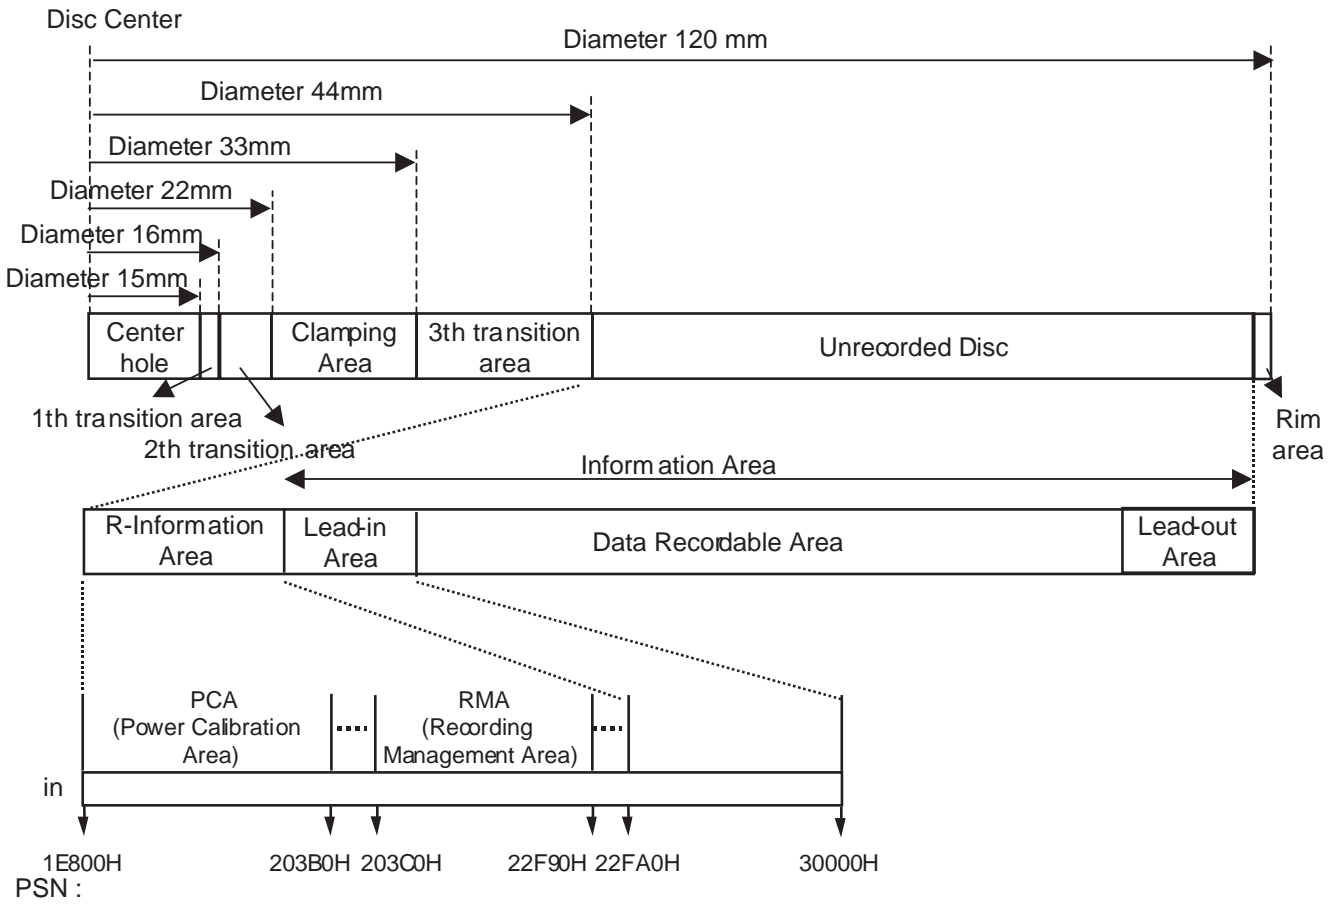 Disc Center
Diameter 120 mm
Diameter 44mm
Diameter 33mm
Diameter 22mm
Diameter 16mm
Diameter 15mm
Center
hole
Clamping
Area
3th transition
area
Unrecorded Disc
1th transition area
2th transition area
Rim
area
Information Area
R-Information
Area
Lead-in
Area
Data Recordable Area
Lead-out
Area
PCA
(Power Calibration
Area)
RMA
(Recording
Management Area)
in
1E800H
203B0H
203C0H
22F90H
22FA0H
30000H
PSN :